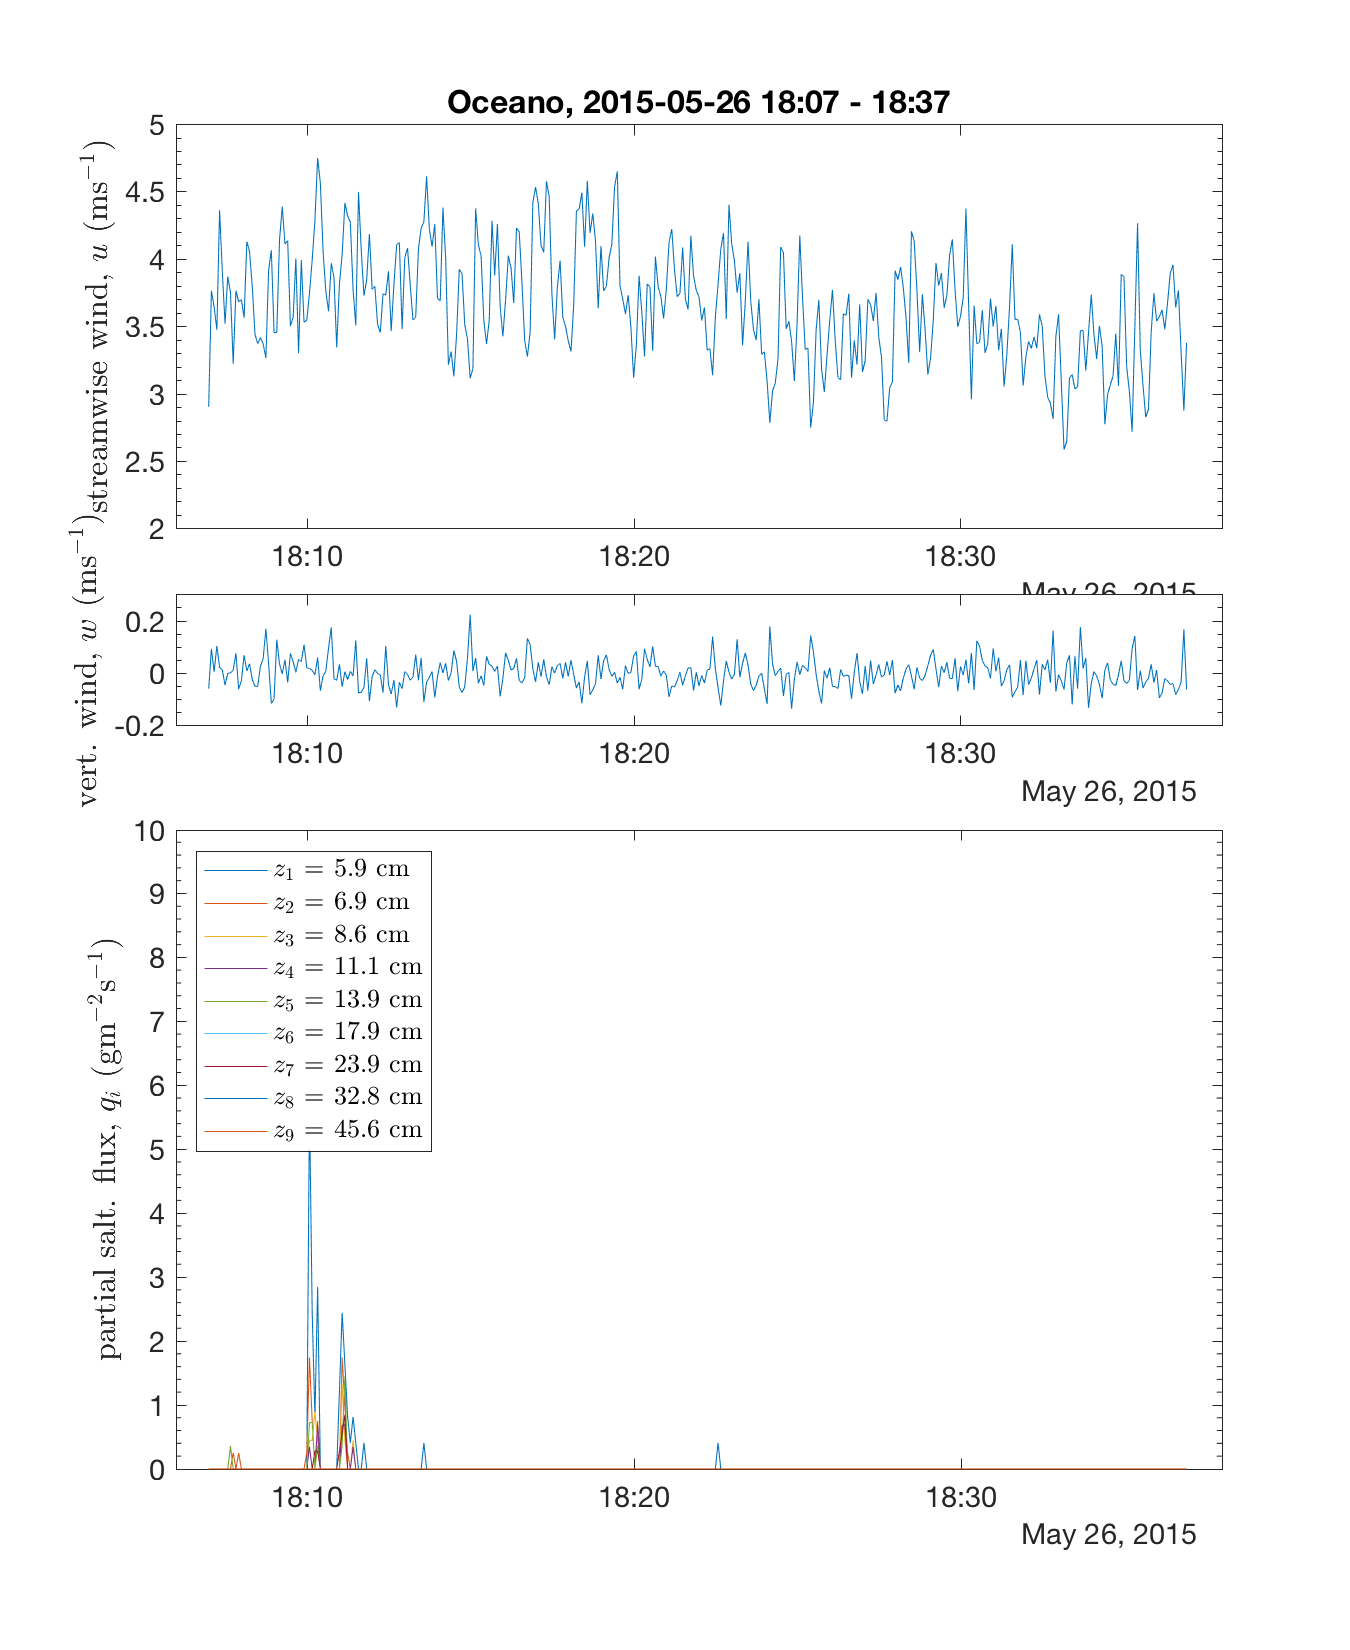 Oceano, 2015-05-26 18:07 - 18:37
streamwise wind, u (ms⁻¹)
5
4.5
4
3.5
3
2.5
2
18:10 18:20 18:30
May 26, 2015
vert. wind, w (ms⁻¹)
0.2
0
-0.2
18:10 18:20 18:30
May 26, 2015
partial salt. flux, qᵢ (gm⁻²s⁻¹)
10
9
8
7
6
5
4
3
2
1
0
z₁ = 5.9 cm
z₂ = 6.9 cm
z₃ = 8.6 cm
z₄ = 11.1 cm
z₅ = 13.9 cm
z₆ = 17.9 cm
z₇ = 23.9 cm
z₈ = 32.8 cm
z₉ = 45.6 cm
18:10 18:20 18:30
May 26, 2015